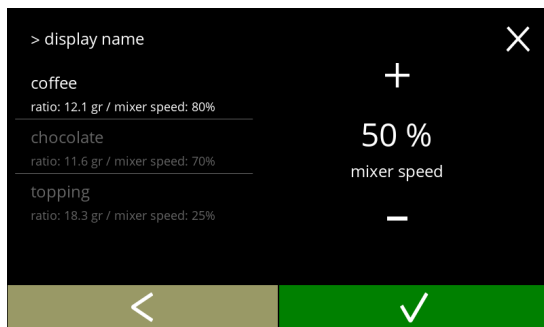 > display name
coffee
ratio: 12.1 gr / mixer speed: 80%
chocolate
ratio: 11.6 gr / mixer speed: 70%
topping
ratio: 18.3 gr / mixer speed: 25%
50 %
mixer speed